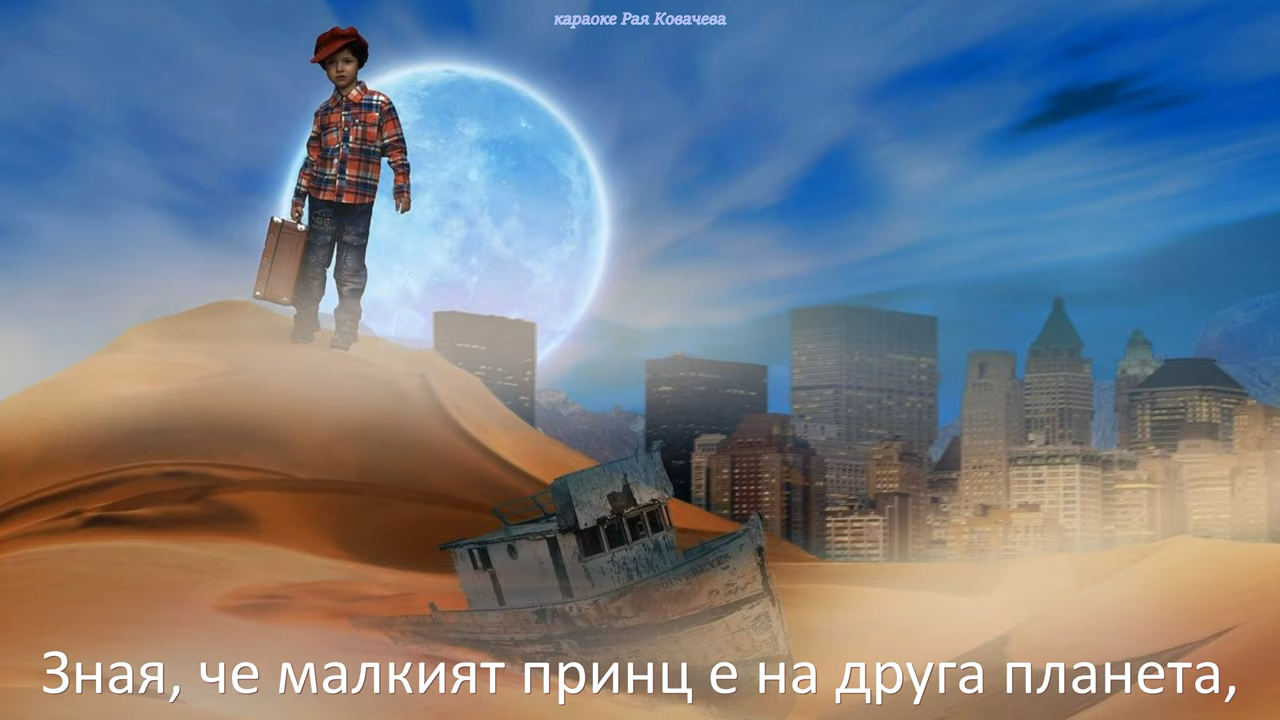 караоке Рая Ковачева
Зная, че малкият принц е на друга планета,